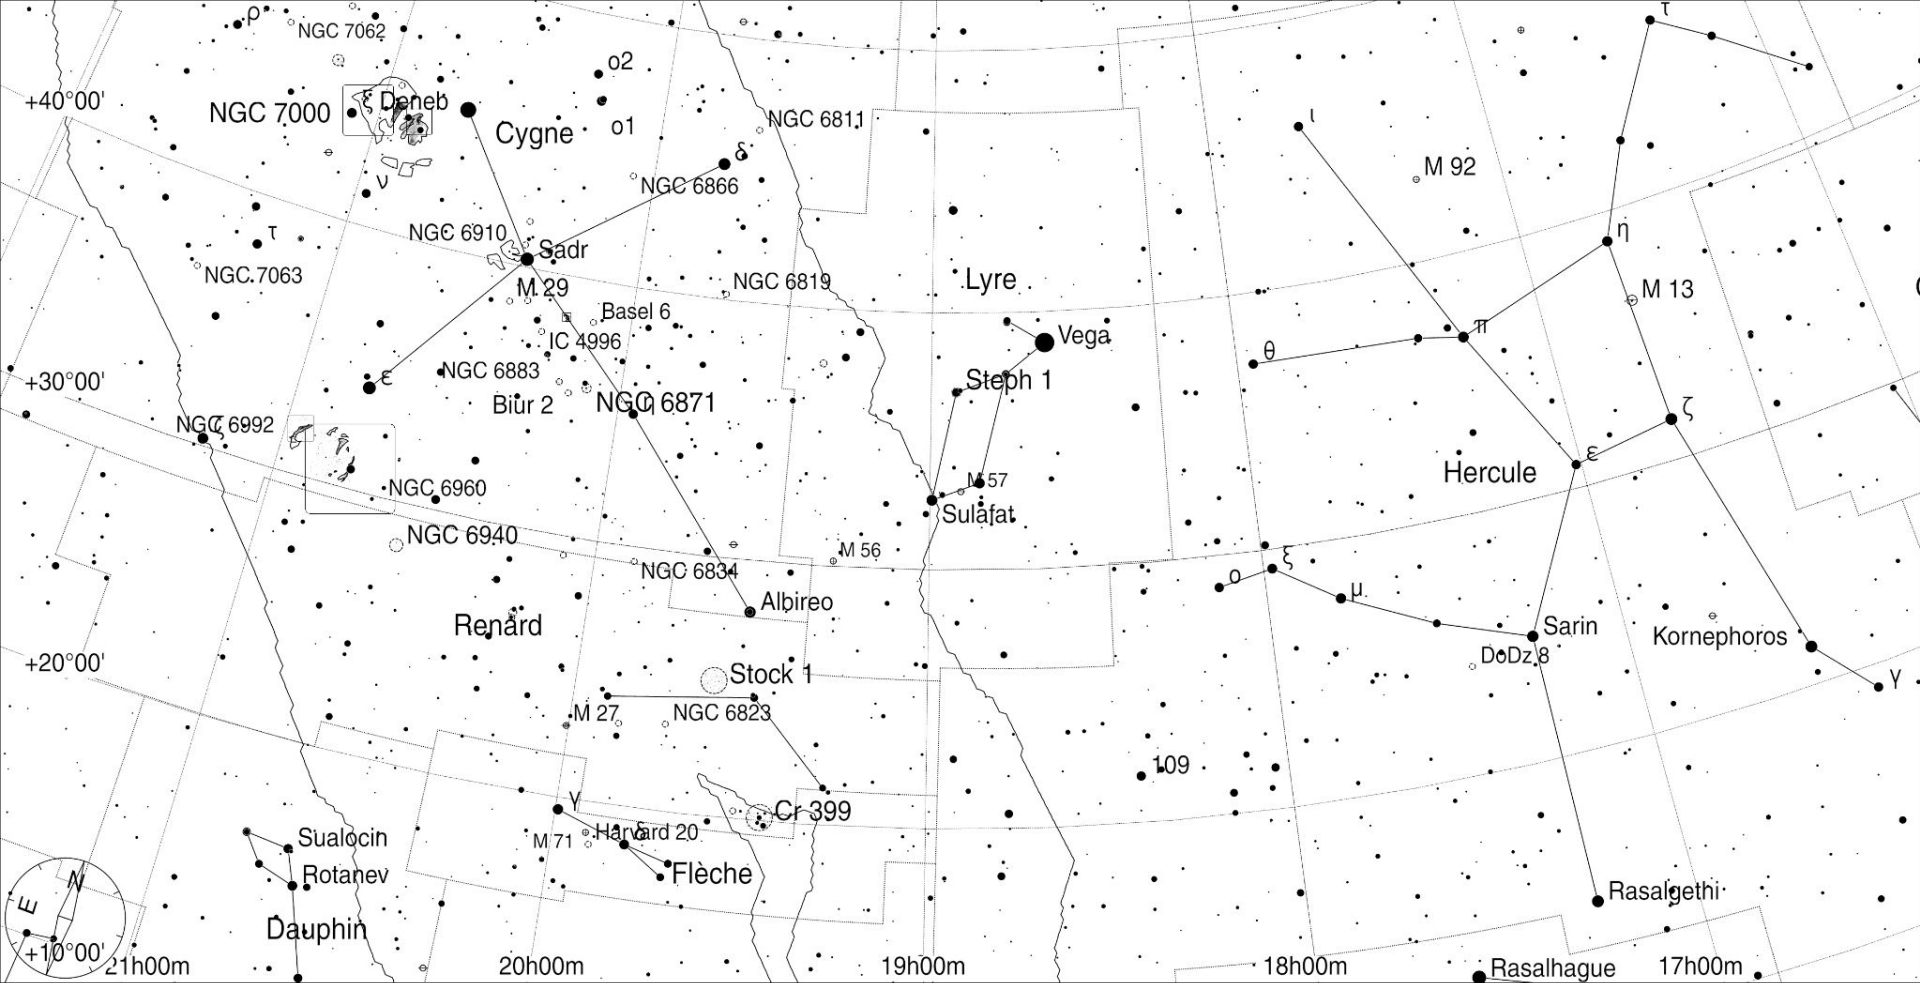 ρ
NGC 7062
τ
o2
+40°00'
ξ Deneb
NGC 7000
Cygne
o1
NGC 6811
ι
δ
M 92
NGC 6866
ν
NGC 6910
τ
η
Sadr
NGC 7063
NGC 6819
Lyre
M 29
M 13
Basel 6
π
Vega
IC 4996
θ
+30°00'
ε
NGC 6883
Steph 1
Biur 2
NGC 6871
η
ζ
NGC 6992
ζ
ε
Hercule
NGC 6960
M 57
Sulafat
NGC 6940
M 56
ξ
NGC 6834
ο
μ
Albireo
Renard
Sarin
Kornephoros
DoDz 8
+20°00'
Stock 1
γ
M 27
NGC 6823
109
γ
Cr 399
Sualocin
M 71
Harvard 20
δ
Rotanev
Flèche
N
Rasalgethi
E
Dauphin
+10°00'
21h00m
20h00m
19h00m
18h00m
17h00m
Rasalhague